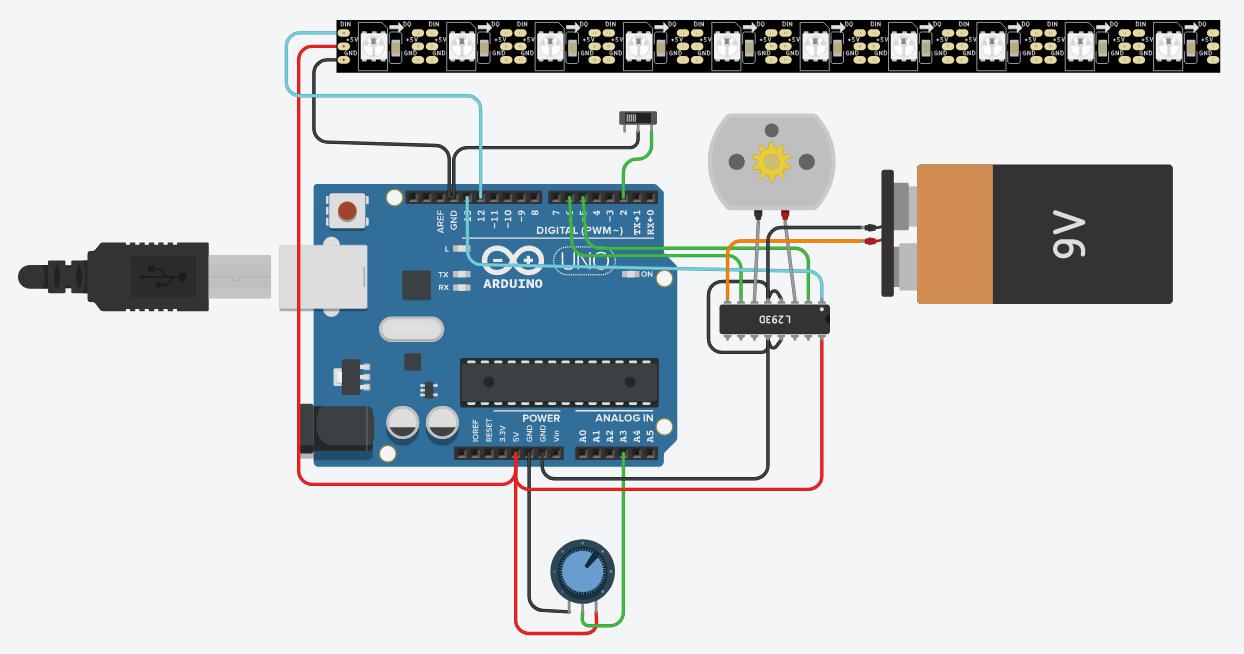 DIN DO DIN DO DIN DO DIN DO DIN DO DIN DO DIN DO DIN DO DIN DO DIN DO
+5V +5V +5V +5V +5V +5V +5V +5V +5V +5V +5V +5V +5V +5V +5V +5V +5V +5V +5V +5V
GND GND GND GND GND GND GND GND GND GND GND GND GND GND GND GND GND GND GND GND
AREF
GND
13
12
~11
~10
~9
8
7
~6
~5
4
~3
2
TX→1
RX←0
DIGITAL (PWM~)
L
TX
RX
UNO
ON
ARDUINO
L293D
9V
POWER
ANALOG IN
IOREF
RESET
3.3V
5V
GND
GND
Vin
A0
A1
A2
A3
A4
A5